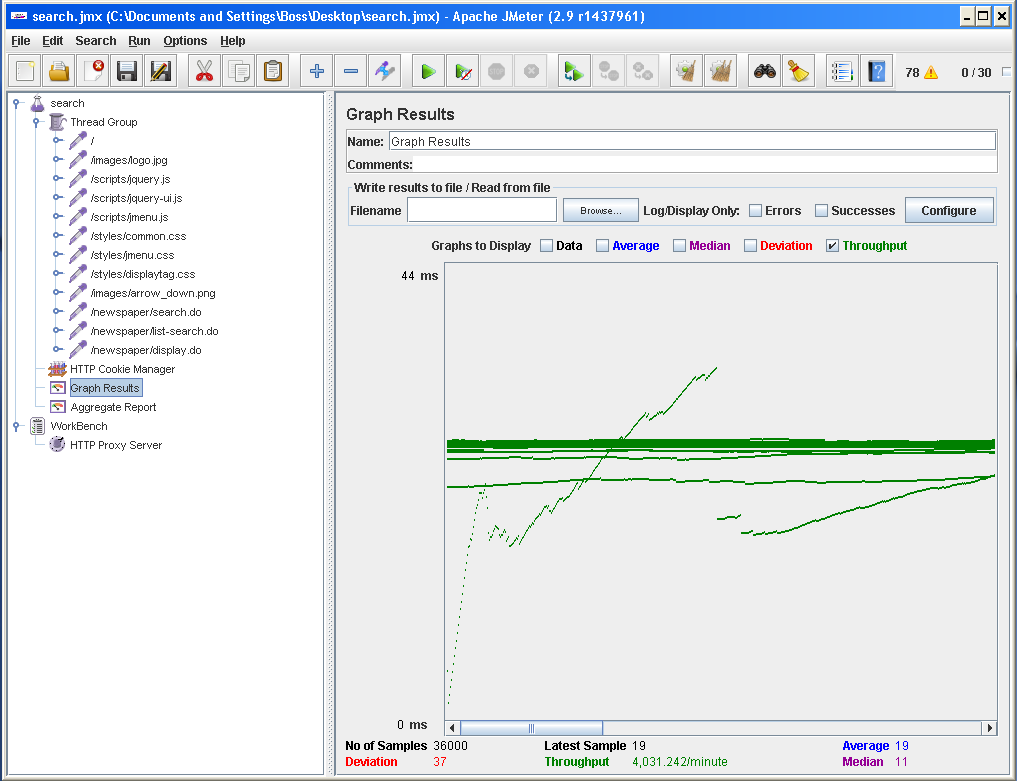 search.jmx (C:\Documents and Settings\Boss\Desktop\search.jmx) - Apache JMeter (2.9 r1437961)
File Edit Search Run Options Help
78 0 / 30
search
Thread Group
/
/images/logo.jpg
/scripts/jquery.js
/scripts/jquery-ui.js
/scripts/jmenu.js
/styles/common.css
/styles/jmenu.css
/styles/displaytag.css
/images/arrow_down.png
/newspaper/search.do
/newspaper/list-search.do
/newspaper/display.do
HTTP Cookie Manager
Graph Results
Aggregate Report
WorkBench
HTTP Proxy Server
Graph Results
Name: Graph Results
Comments:
Write results to file / Read from file
Filename Browse... Log/Display Only: Errors Successes Configure
Graphs to Display Data Average Median Deviation Throughput
44 ms
0 ms
No of Samples 36000 Latest Sample 19 Average 19
Deviation 37 Throughput 4,031.242/minute Median 11